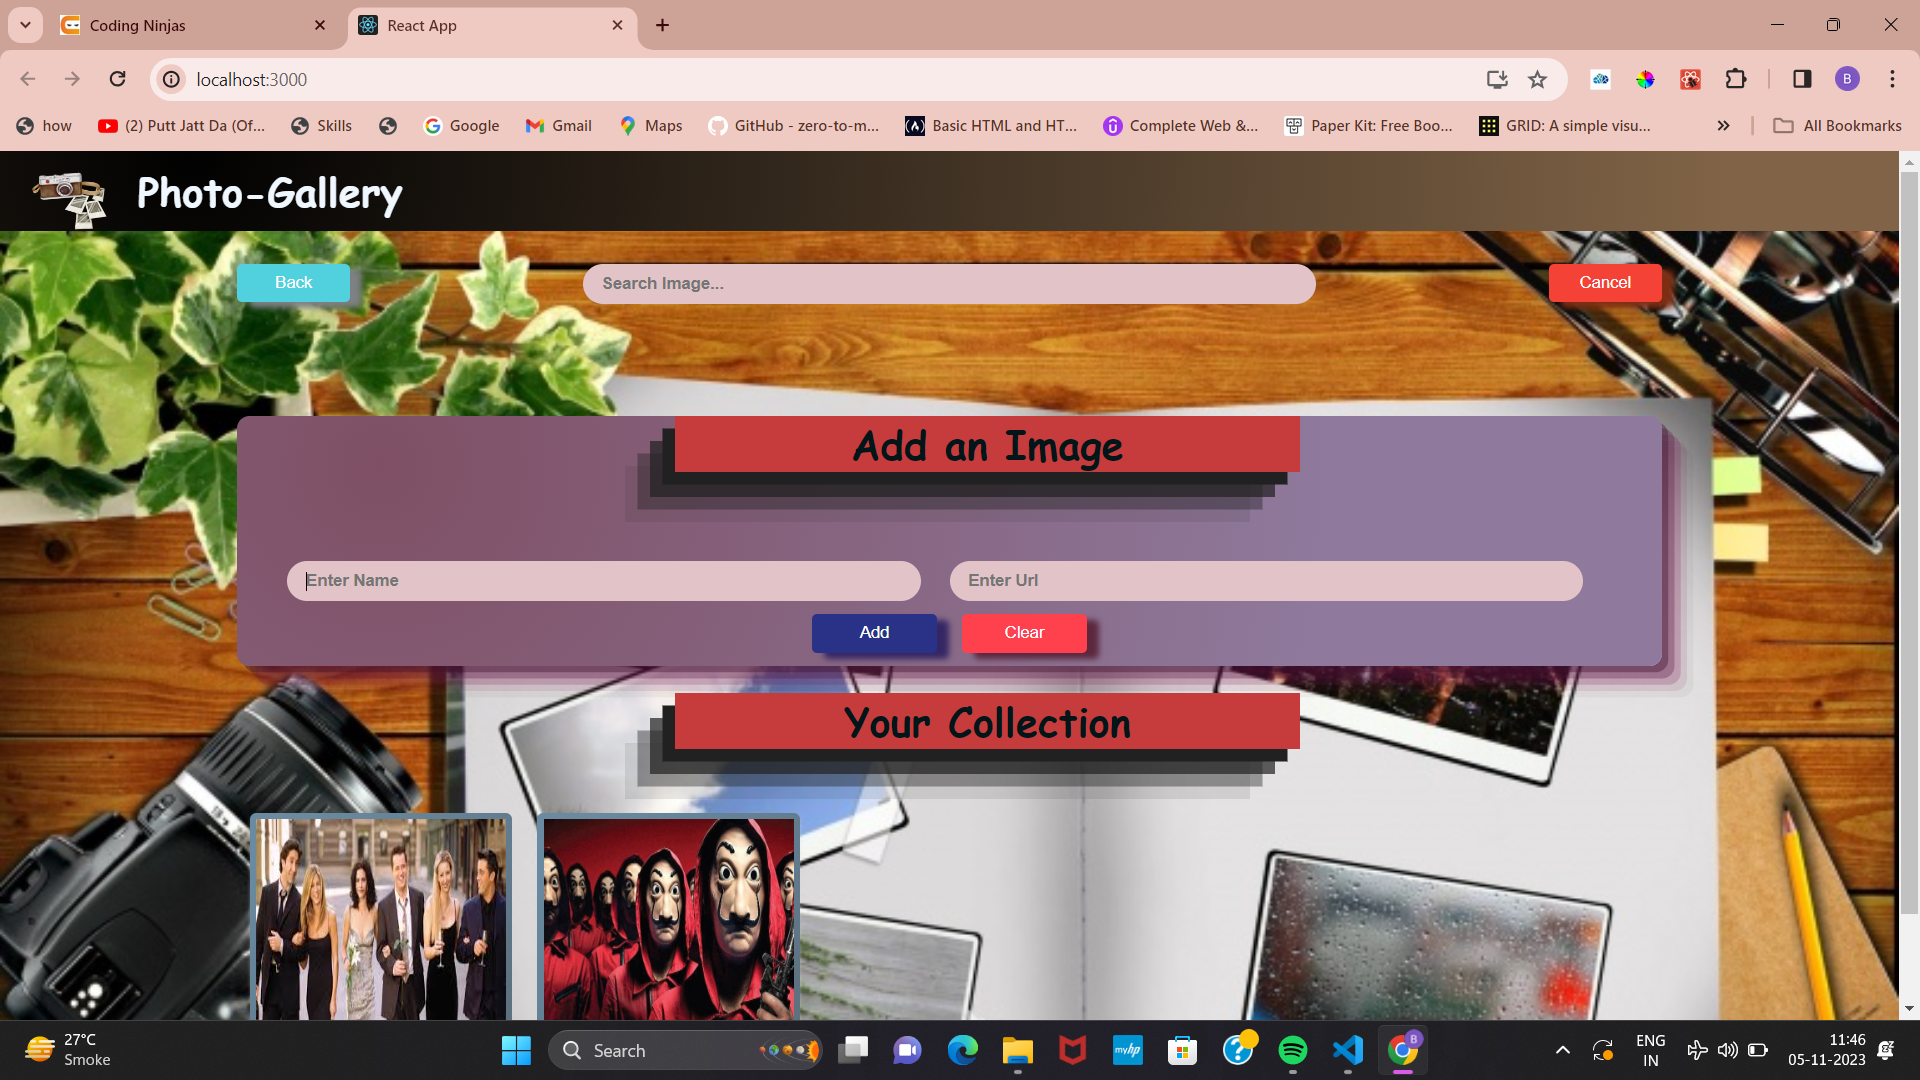 Coding Ninjas
React App
localhost:3000
B
how
(2) Putt Jatt Da (Of...
Skills
Google
Gmail
Maps
GitHub - zero-to-m...
Basic HTML and HT...
Complete Web &...
Paper Kit: Free Boo...
GRID: A simple visu...
All Bookmarks
Photo-Gallery
Back
Search Image...
Cancel
Add an Image
Enter Name
Enter Url
Add
Clear
Your Collection
27°C
Smoke
Search
myhp
B
ENG
IN
11:46
05-11-2023